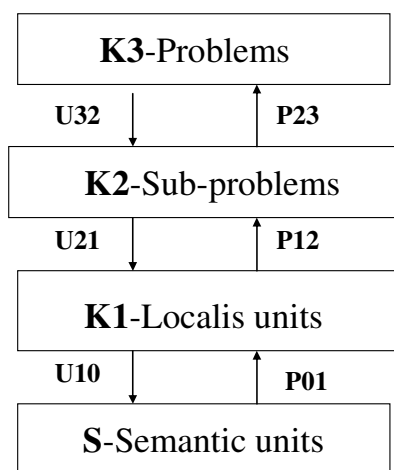 K3-Problems
U32 P23
K2-Sub-problems
U21 P12
K1-Localis units
U10 P01
S-Semantic units